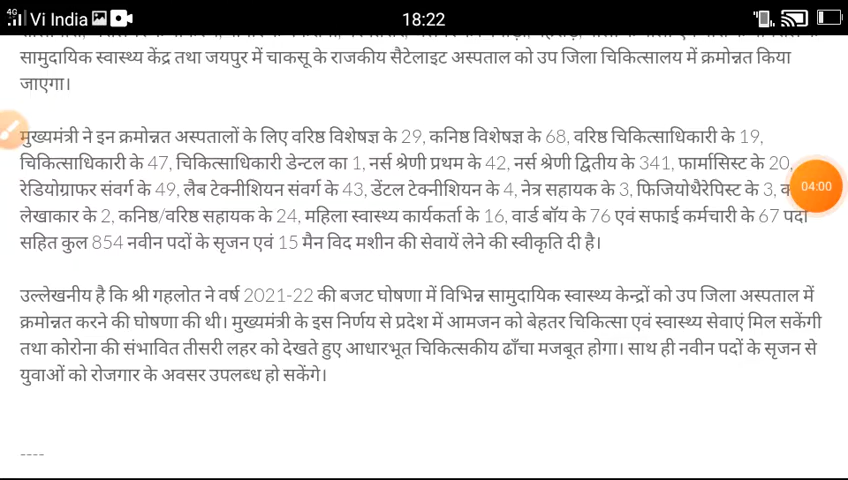 4G Vi India
18:22
सामुदायिक स्वास्थ्य केंद्र तथा जयपुर में चाकसू के राजकीय सैटेलाइट अस्पताल को उप जिला चिकित्सालय में क्रमोन्नत किया
जाएगा।
मुख्यमंत्री ने इन क्रमोन्नत अस्पतालों के लिए वरिष्ठ विशेषज्ञ के 29, कनिष्ठ विशेषज्ञ के 68, वरिष्ठ चिकित्साधिकारी के 19,
चिकित्साधिकारी के 47, चिकित्साधिकारी डेन्टल का 1, नर्स श्रेणी प्रथम के 42, नर्स श्रेणी द्वितीय के 341, फार्मासिस्ट के 20,
रेडियोग्राफर संवर्ग के 49, लैब टेक्नीशियन संवर्ग के 43, डेंटल टेक्नीशियन के 4, नेत्र सहायक के 3, फिजियोथैरेपिस्ट के 3,
04:00
लेखाकार के 2, कनिष्ठ/वरिष्ठ सहायक के 24, महिला स्वास्थ्य कार्यकर्ता के 16, वार्ड बॉय के 76 एवं सफाई कर्मचारी के 67 पदों
सहित कुल 854 नवीन पदों के सृजन एवं 15 मैन विद मशीन की सेवायें लेने की स्वीकृति दी है।
उल्लेखनीय है कि श्री गहलोत ने वर्ष 2021-22 की बजट घोषणा में विभिन्न सामुदायिक स्वास्थ्य केन्द्रों को उप जिला अस्पताल में
क्रमोन्नत करने की घोषणा की थी। मुख्यमंत्री के इस निर्णय से प्रदेश में आमजन को बेहतर चिकित्सा एवं स्वास्थ्य सेवाएं मिल सकेंगी
तथा कोरोना की संभावित तीसरी लहर को देखते हुए आधारभूत चिकित्सकीय ढाँचा मजबूत होगा। साथ ही नवीन पदों के सृजन से
युवाओं को रोजगार के अवसर उपलब्ध हो सकेंगे।
----